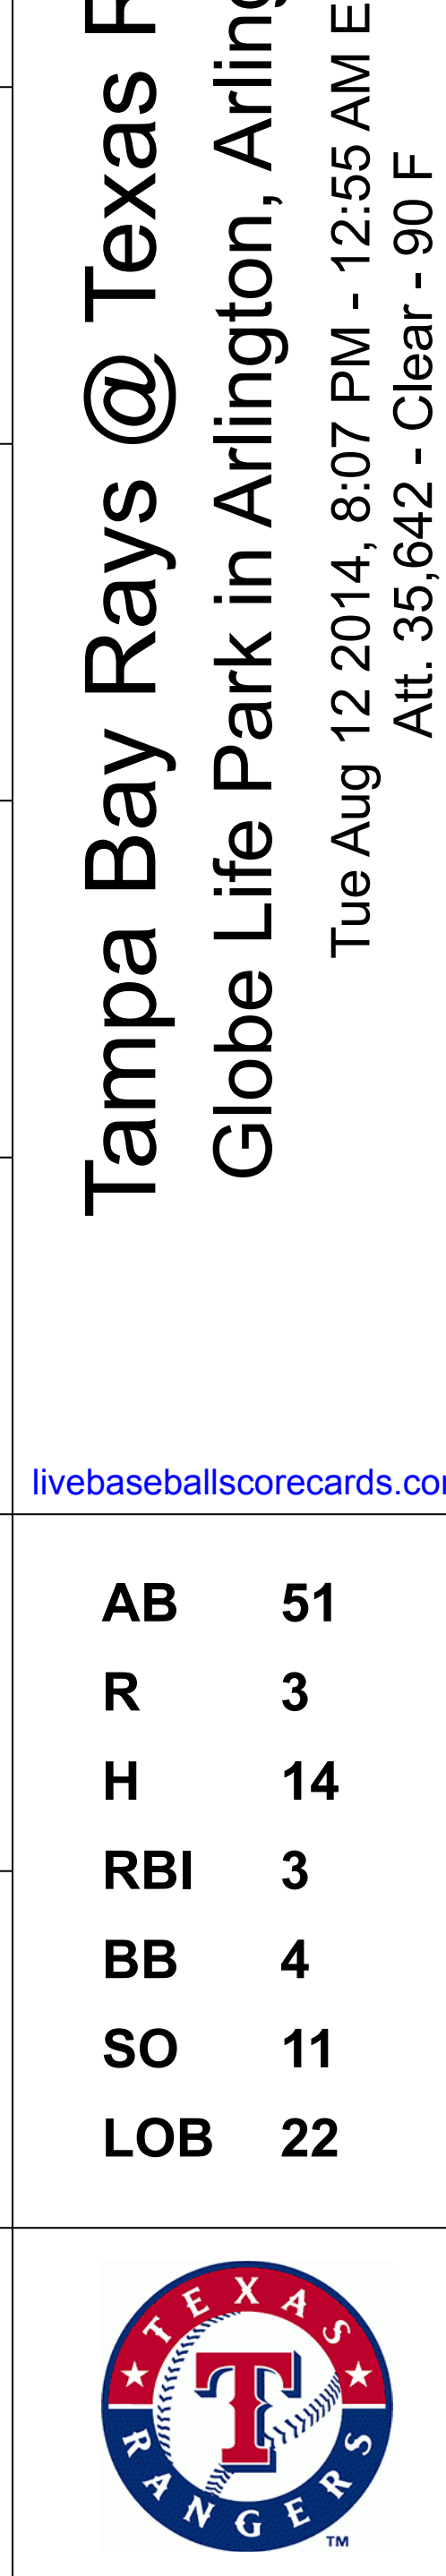 Tampa Bay Rays @ Texas
Globe Life Park in Arlington, Arling
Tue Aug 12 2014, 8:07 PM - 12:55 AM E
Att. 35,642 - Clear - 90 F
livebaseballscorecards.co
AB 51
R 3
H 14
RBI 3
BB 4
SO 11
LOB 22
TEXAS
T
RANGERS
TM